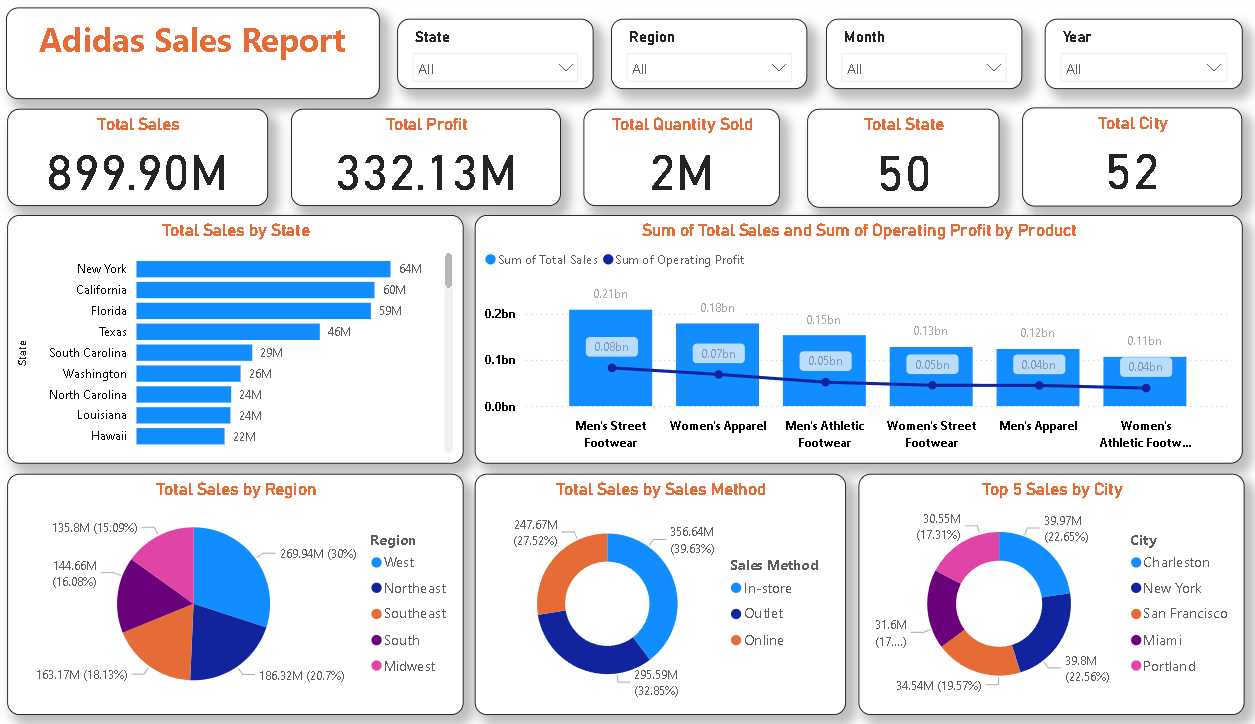 Adidas Sales Report
State
All
Region
All
Month
All
Year
All
Total Sales
899.90M
Total Profit
332.13M
Total Quantity Sold
2M
Total State
50
Total City
52
Total Sales by State
State
New York 64M
California 60M
Florida 59M
Texas 46M
South Carolina 29M
Washington 26M
North Carolina 24M
Louisiana 24M
Hawaii 22M
Sum of Total Sales and Sum of Operating Profit by Product
Sum of Total Sales Sum of Operating Profit
0.2bn
0.1bn
0.0bn
0.21bn 0.18bn 0.15bn 0.13bn 0.12bn 0.11bn
0.08bn 0.07bn 0.05bn 0.05bn 0.04bn 0.04bn
Men's Street
Footwear
Women's Apparel
Men's Athletic
Footwear
Women's Street
Footwear
Men's Apparel
Women's
Athletic Footw...
Total Sales by Region
135.8M (15.09%)
144.66M
(16.08%)
163.17M (18.13%)
269.94M (30%)
186.32M (20.7%)
Region
West
Northeast
Southeast
South
Midwest
Total Sales by Sales Method
247.67M
(27.52%)
356.64M
(39.63%)
295.59M
(32.85%)
Sales Method
In-store
Outlet
Online
Top 5 Sales by City
30.55M
(17.31%)
39.97M
(22.65%)
31.6M
(17....)
34.54M (19.57%)
39.8M
(22.56%)
City
Charleston
New York
San Francisco
Miami
Portland